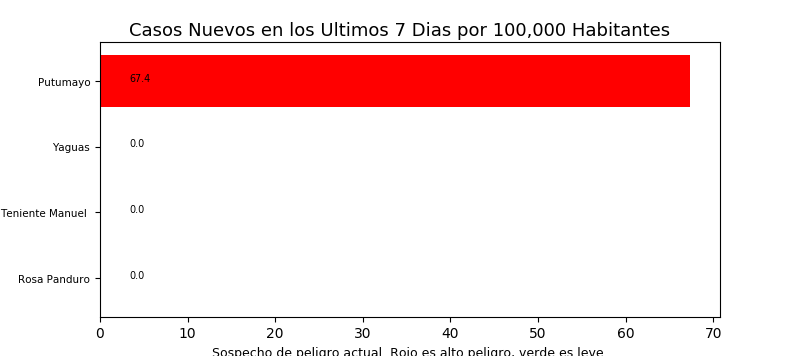 Casos Nuevos en los Ultimos 7 Dias por 100,000 Habitantes
Putumayo
67.4
Yaguas
0.0
Teniente Manuel
0.0
Rosa Panduro
0.0
0 10 20 30 40 50 60 70
Sospecho de peligro actual. Rojo es alto peligro, verde es leve